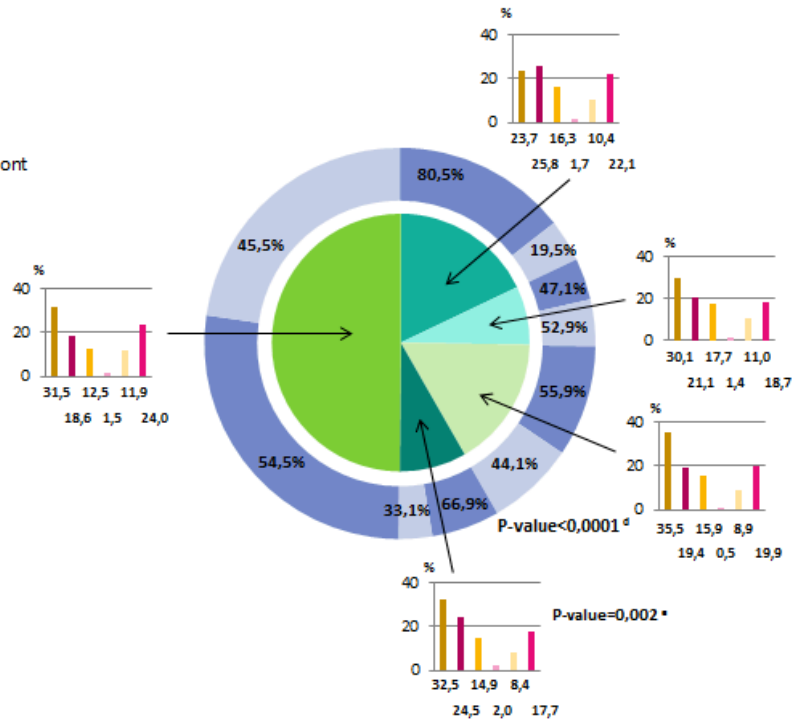 %
40
20
0
23,7 16,3 10,4
25,8 1,7 22,1
ont
80,5%
19,5%
47,1%
52,9%
55,9%
44,1%
66,9%
33,1%
54,5%
45,5%
%
40
20
0
31,5 12,5 11,9
18,6 1,5 24,0
%
40
20
0
30,1 17,7 11,0
21,1 1,4 18,7
%
40
20
0
35,5 15,9 8,9
19,4 0,5 19,9
P-value<0,0001 d
%
40
20
0
32,5 14,9 8,4
24,5 2,0 17,7
P-value=0,002